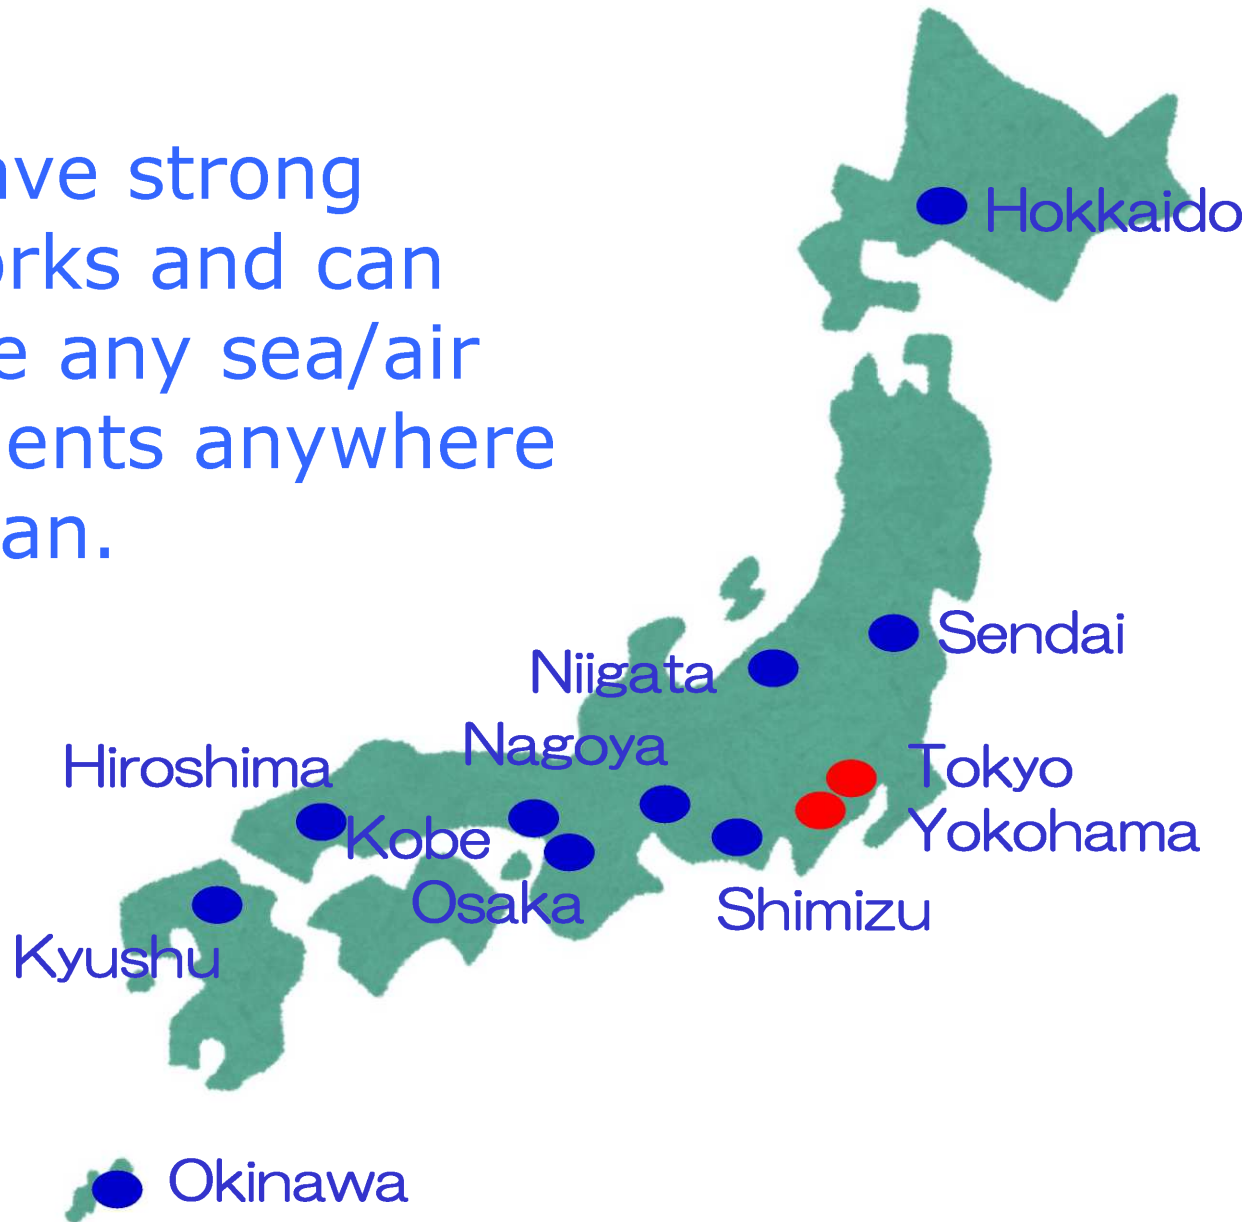 ave strong
orks and can
e any sea/air
ents anywhere
an.
Hokkaido
Sendai
Niigata
Nagoya
Hiroshima
Tokyo
Kobe
Yokohama
Osaka
Shimizu
Kyushu
Okinawa